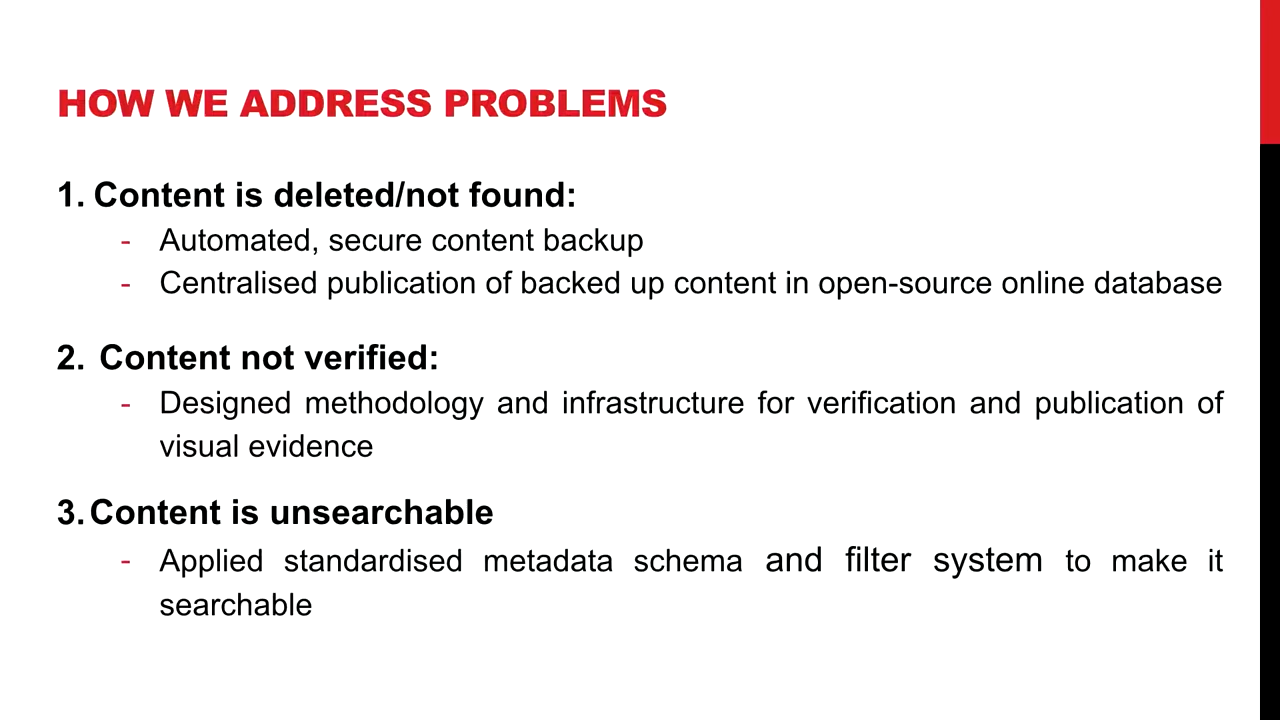 HOW WE ADDRESS PROBLEMS
1. Content is deleted/not found:
- Automated, secure content backup
- Centralised publication of backed up content in open-source online database
2. Content not verified:
- Designed methodology and infrastructure for verification and publication of
visual evidence
3. Content is unsearchable
- Applied standardised metadata schema and filter system to make it
searchable